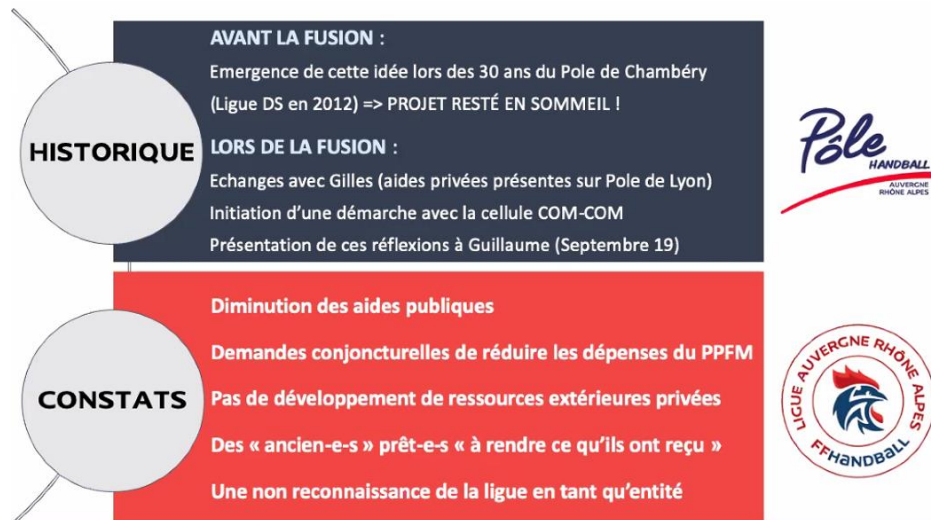 HISTORIQUE
AVANT LA FUSION :
Emergence de cette idée lors des 30 ans du Pole de Chambéry
(Ligue DS en 2012) => PROJET RESTÉ EN SOMMEIL !
LORS DE LA FUSION :
Echanges avec Gilles (aides privées présentes sur Pole de Lyon)
Initiation d’une démarche avec la cellule COM-COM
Présentation de ces réflexions à Guillaume (Septembre 19)
Pôle
HANDBALL
AUVERGNE
RHÔNE ALPES
CONSTATS
Diminution des aides publiques
Demandes conjoncturelles de réduire les dépenses du PPFM
Pas de développement de ressources extérieures privées
Des « ancien-e-s » prêt-e-s « à rendre ce qu’ils ont reçu »
Une non reconnaissance de la ligue en tant qu’entité
LIGUE AUVERGNE RHÔNE ALPES
FFHANDBALL